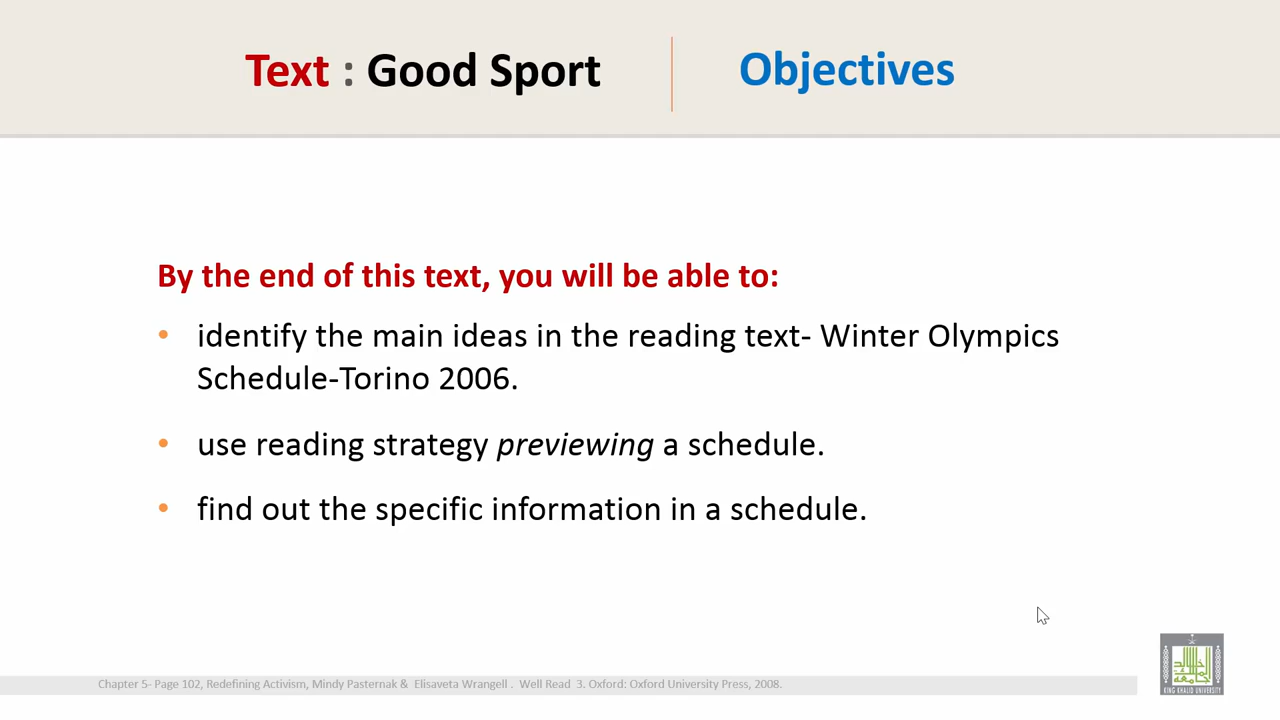 Text : Good Sport
Objectives
By the end of this text, you will be able to:
• identify the main ideas in the reading text- Winter Olympics
Schedule-Torino 2006.
• use reading strategy previewing a schedule.
• find out the specific information in a schedule.
Chapter 5- Page 102, Redefining Activism, Mindy Pasternak & Elisaveta Wrangell . Well Read 3. Oxford: Oxford University Press, 2008.
KING KHALID UNIVERSITY